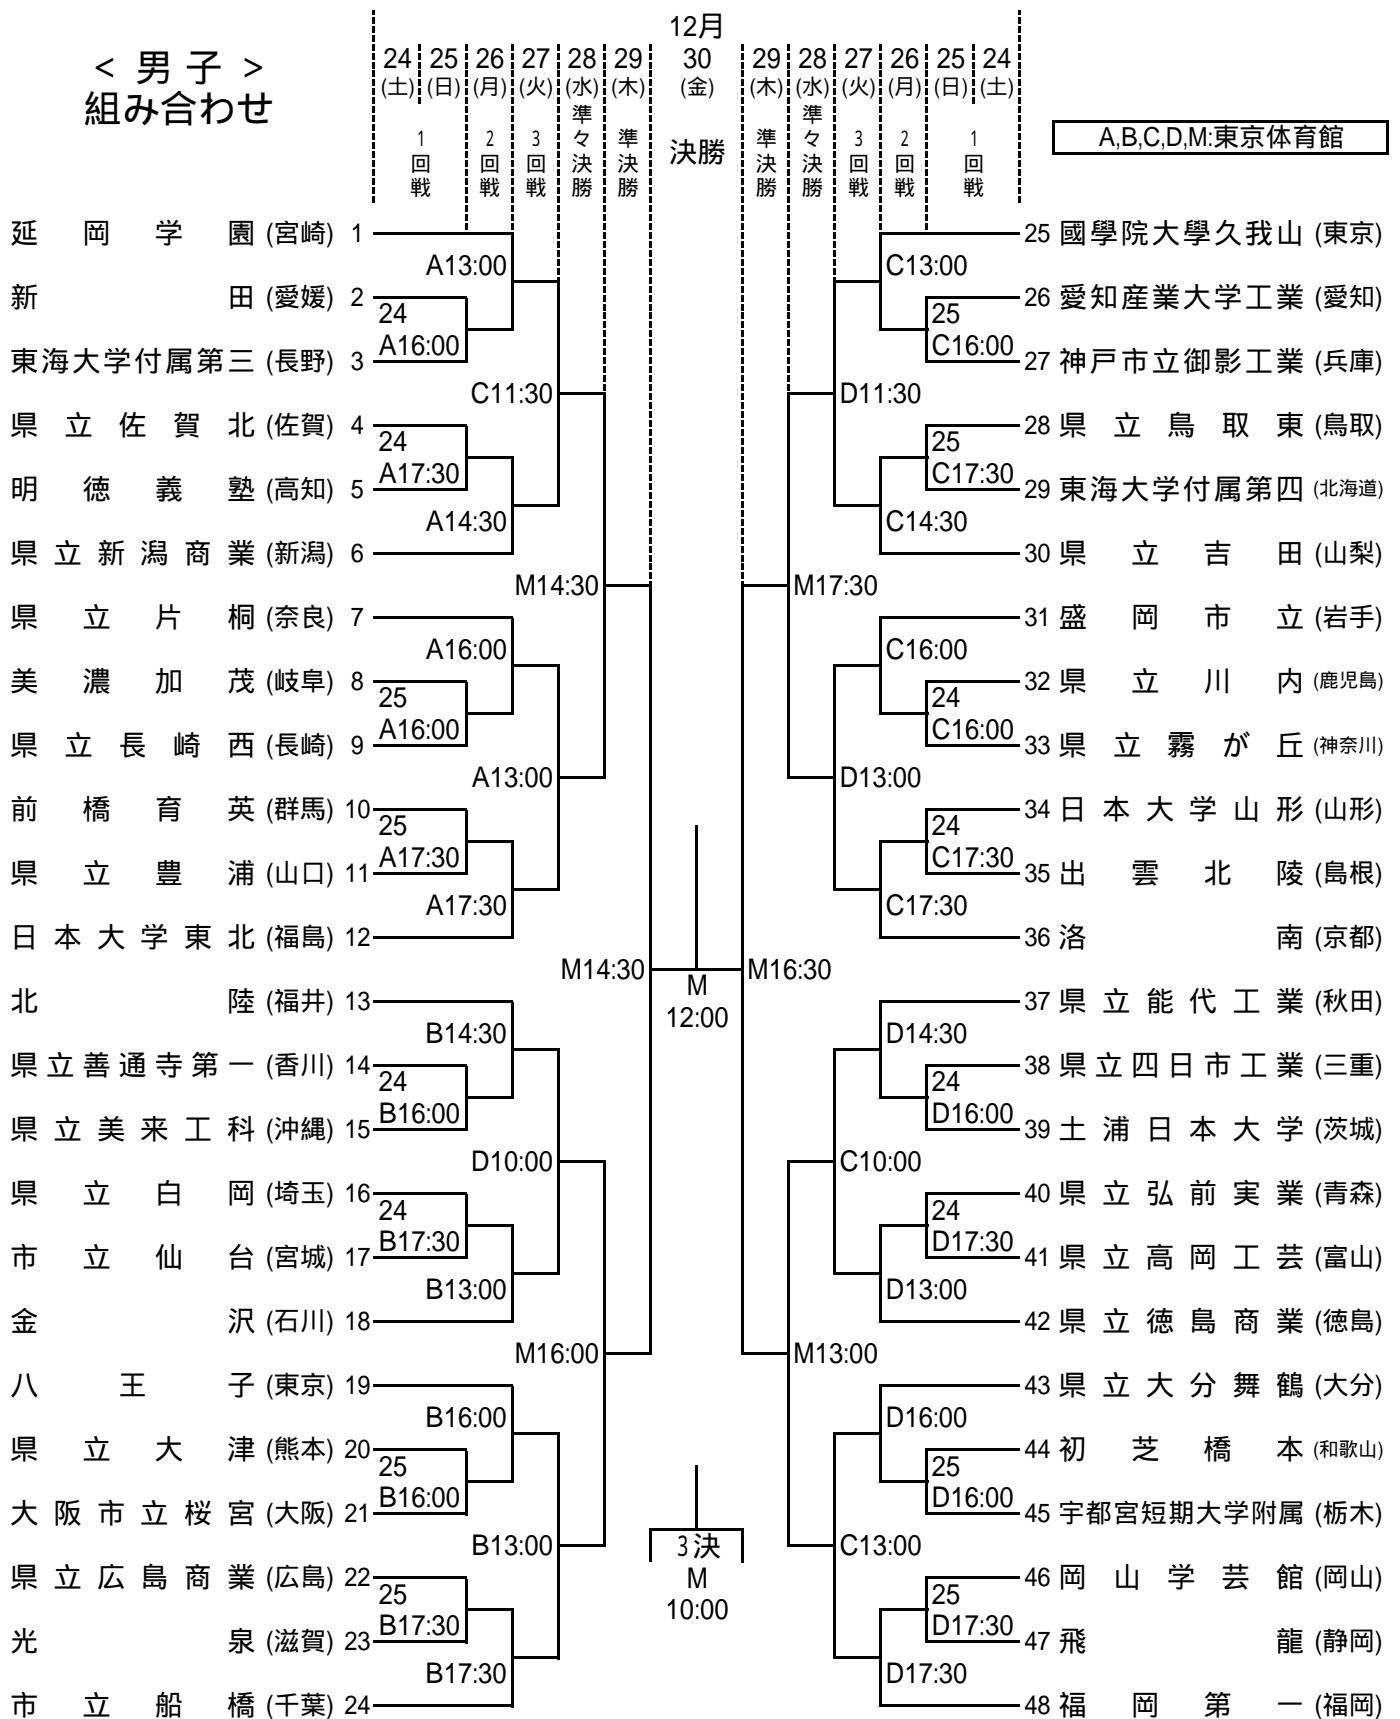 < 男 子 >
組み合わせ
12月
24 25 26 27 28 29 30 29 28 27 26 25 24
(土) (日) (月) (火) (水) (木) (金) (木) (水) (火) (月) (日) (土)
1回戦 2回戦 3回戦 準々決勝 準決勝 決勝 準決勝 準々決勝 3回戦 2回戦 1回戦
A,B,C,D,M:東京体育館
延岡学園 (宮崎) 1
A13:00
新田 (愛媛) 2
24
A16:00
東海大学付属第三 (長野) 3
C11:30
県立佐賀北 (佐賀) 4
24
A17:30
明徳義塾 (高知) 5
A14:30
県立新潟商業 (新潟) 6
M14:30
県立片桐 (奈良) 7
A16:00
美濃加茂 (岐阜) 8
25
A16:00
県立長崎西 (長崎) 9
A13:00
前橋育英 (群馬) 10
25
A17:30
県立豊浦 (山口) 11
A17:30
日本大学東北 (福島) 12
M14:30
北陸 (福井) 13
B14:30
県立善通寺第一 (香川) 14
24
B16:00
県立美来工科 (沖縄) 15
D10:00
県立白岡 (埼玉) 16
24
B17:30
市立仙台 (宮城) 17
B13:00
金沢 (石川) 18
M16:00
八王子 (東京) 19
B16:00
県立大津 (熊本) 20
25
B16:00
大阪市立桜宮 (大阪) 21
B13:00
県立広島商業 (広島) 22
25
B17:30
光泉 (滋賀) 23
B17:30
市立船橋 (千葉) 24
M
12:00
3決
M
10:00
25 國學院大學久我山 (東京)
C13:00
26 愛知産業大学工業 (愛知)
25
C16:00
27 神戸市立御影工業 (兵庫)
D11:30
28 県立鳥取東 (鳥取)
25
C17:30
29 東海大学付属第四 (北海道)
C14:30
30 県立吉田 (山梨)
M17:30
31 盛岡市立 (岩手)
C16:00
32 県立川内 (鹿児島)
24
C16:00
33 県立霧が丘 (神奈川)
D13:00
34 日本大学山形 (山形)
24
C17:30
35 出雲北陵 (島根)
C17:30
36 洛南 (京都)
M16:30
37 県立能代工業 (秋田)
D14:30
38 県立四日市工業 (三重)
24
D16:00
39 土浦日本大学 (茨城)
C10:00
40 県立弘前実業 (青森)
24
D17:30
41 県立高岡工芸 (富山)
D13:00
42 県立徳島商業 (徳島)
M13:00
43 県立大分舞鶴 (大分)
D16:00
44 初芝橋本 (和歌山)
25
D16:00
45 宇都宮短期大学附属 (栃木)
C13:00
46 岡山学芸館 (岡山)
25
D17:30
47 飛龍 (静岡)
D17:30
48 福岡第一 (福岡)